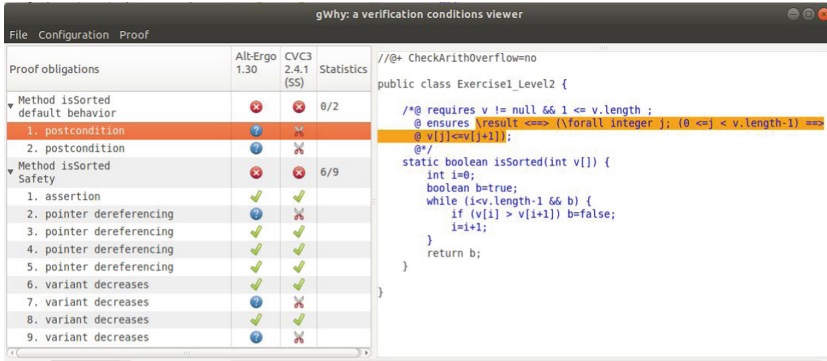 gWhy: a verification conditions viewer
File Configuration Proof
Proof obligations
Alt-Ergo 1.30
CVC3 2.4.1 (SS)
Statistics
Method isSorted
default behavior
0/2
1. postcondition
2. postcondition
Method isSorted
Safety
6/9
1. assertion
2. pointer dereferencing
3. pointer dereferencing
4. pointer dereferencing
5. pointer dereferencing
6. variant decreases
7. variant decreases
8. variant decreases
9. variant decreases
//@+ CheckArithOverflow=no
public class Exercise1_Level2 {
/*@ requires v != null && 1 <= v.length ;
@ ensures \result <==> (\forall integer j; (0 <=j < v.length-1) ==>
@ v[j]<=v[j+1]);
@*/
static boolean isSorted(int v[]) {
int i=0;
boolean b=true;
while (i<v.length-1 && b) {
if (v[i] > v[i+1]) b=false;
i=i+1;
}
return b;
}
}